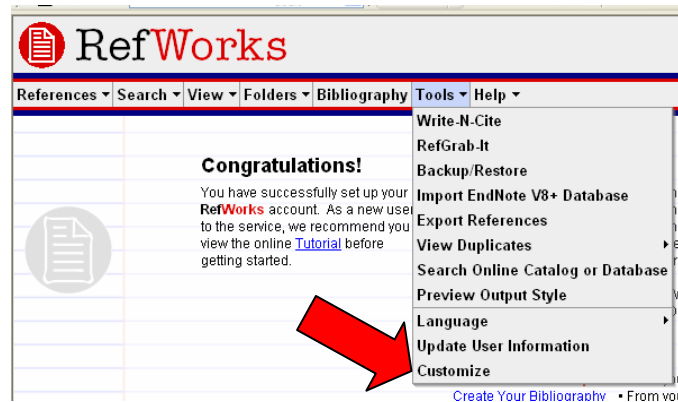 RefWorks
References Search View Folders Bibliography Tools Help
Write-N-Cite
RefGrab-It
Backup/Restore
Import EndNote V8+ Database
Export References
View Duplicates
Search Online Catalog or Database
Preview Output Style
Language
Update User Information
Customize
Congratulations!
You have successfully set up your
RefWorks account. As a new user
to the service, we recommend you
view the online Tutorial before
getting started.
Create Your Bibliography • From you